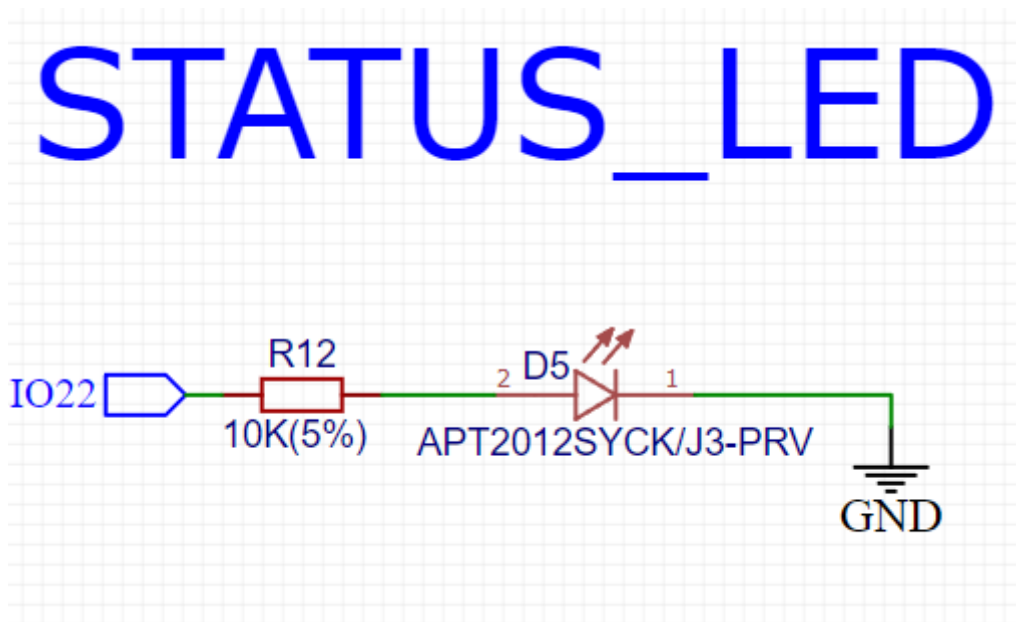 STATUS_LED
R12
IO22
10K(5%)
2
D5
1
APT2012SYCK/J3-PRV
GND